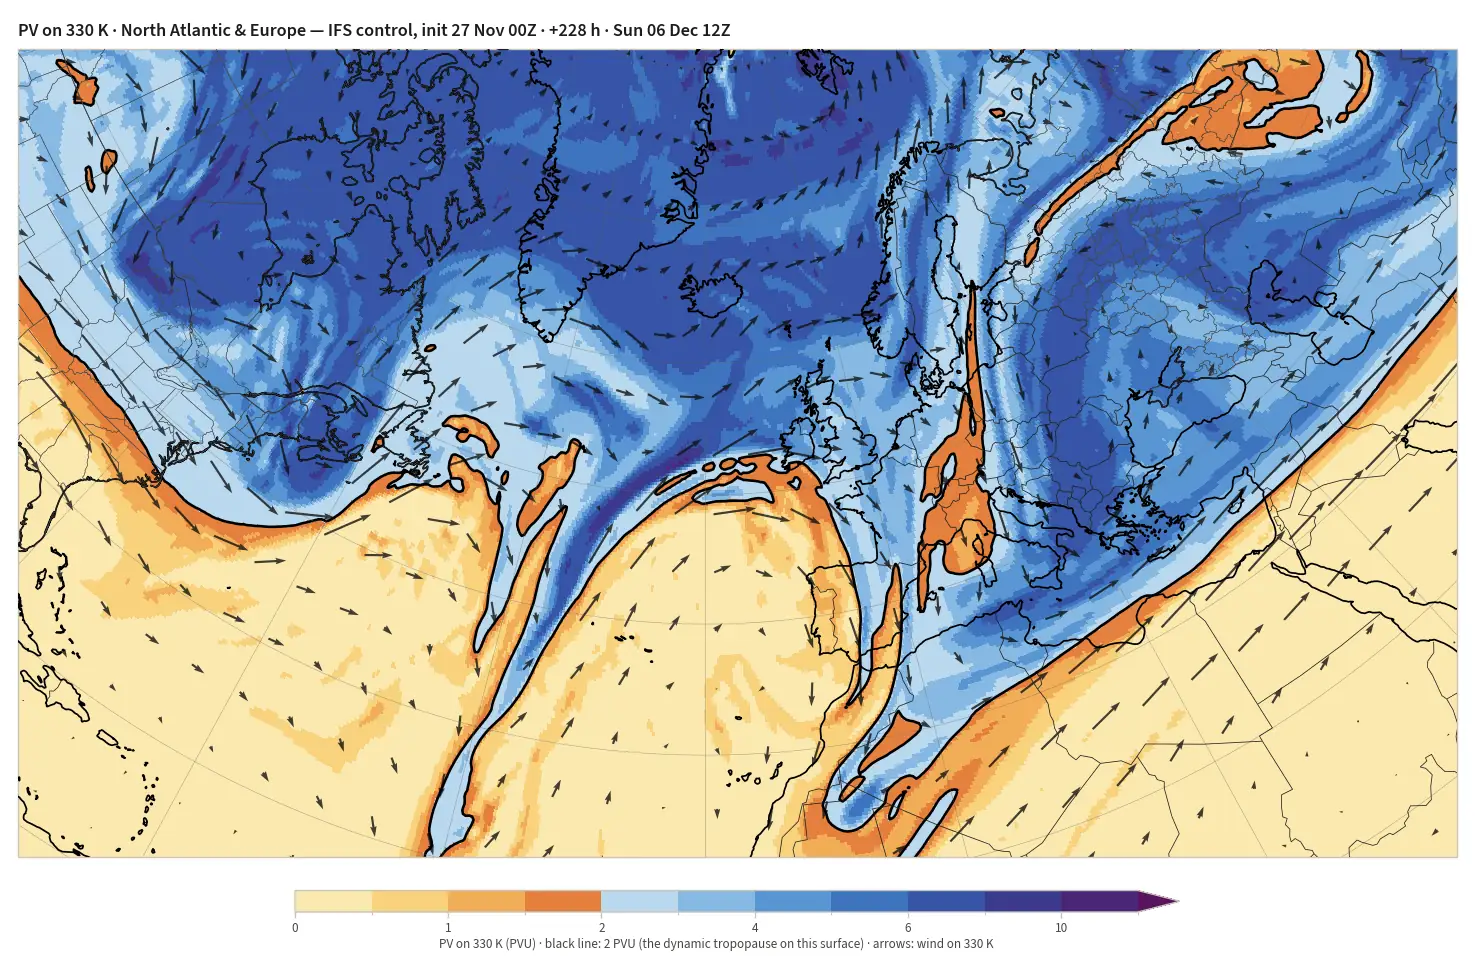 PV on 330 K · North Atlantic & Europe — IFS control, init 27 Nov 00Z · +228 h · Sun 06 Dec 12Z
0 1 2 4 6 10
PV on 330 K (PVU) · black line: 2 PVU (the dynamic tropopause on this surface) · arrows: wind on 330 K